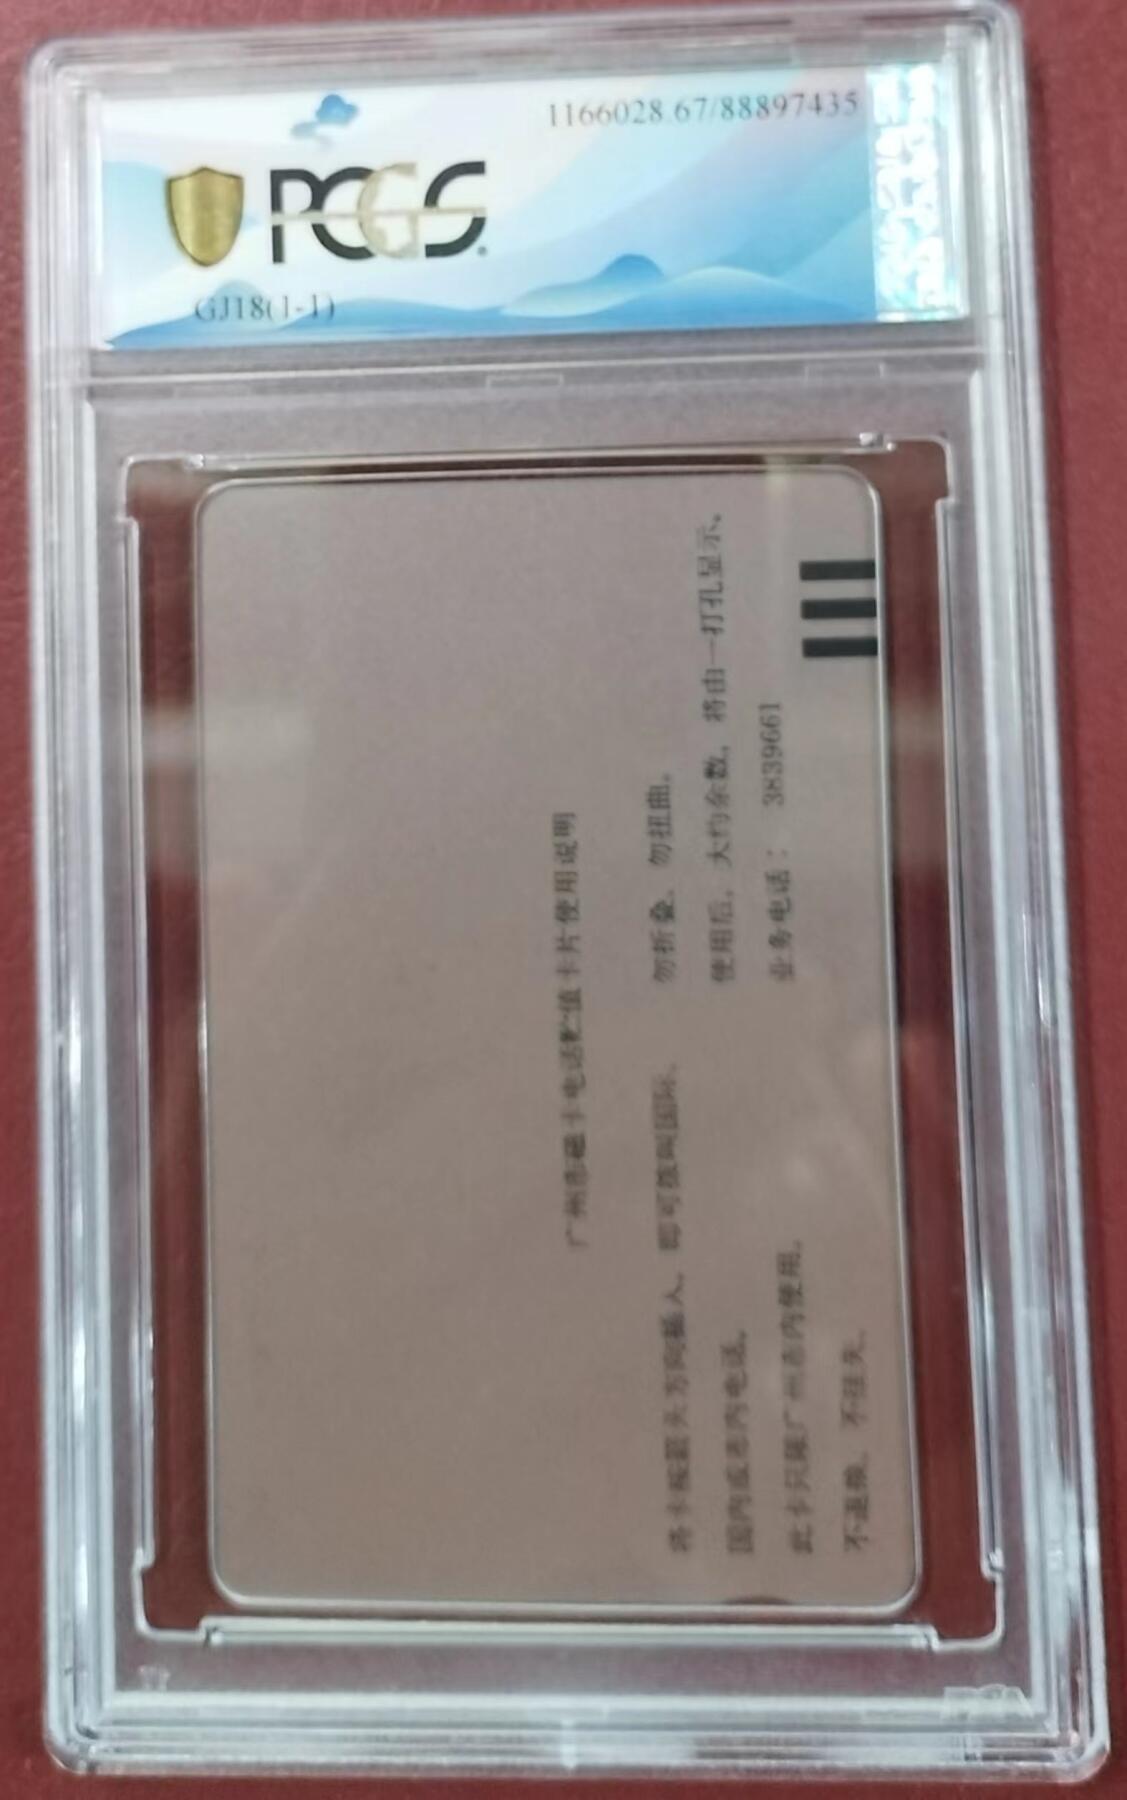 1166028.67/88897435
PCGS
GJ18(1-1)
广州市磁卡电话储值卡片使用说明
将卡按箭头方向插入，即可拨叫国际、
国内或市内电话。
此卡只限广州市内使用。
不退换、不挂失。
勿折叠、勿扭曲。
使用后，大约余数，将由一打孔显示。
业务电话：3839661